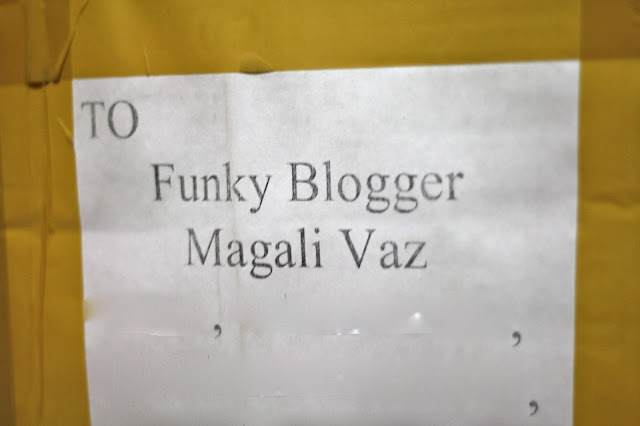 TO
Funky Blogger
Magali Vaz
, ,
,